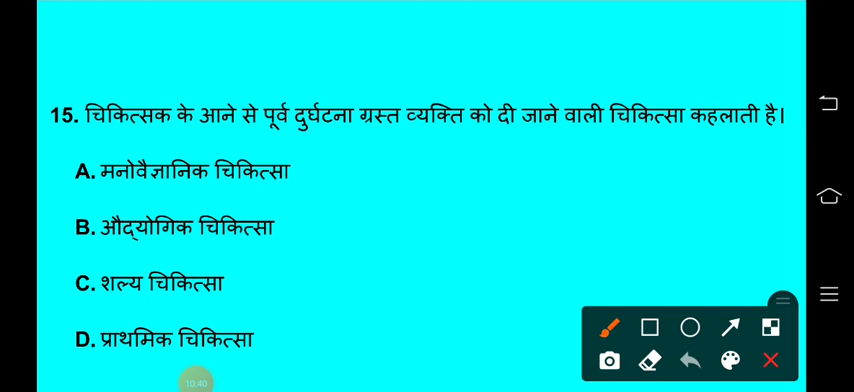 15. चिकित्सक के आने से पूर्व दुर्घटना ग्रस्त व्यक्ति को दी जाने वाली चिकित्सा कहलाती है।
A. मनोवैज्ञानिक चिकित्सा
B. औद्योगिक चिकित्सा
C. शल्य चिकित्सा
D. प्राथमिक चिकित्सा
10:40